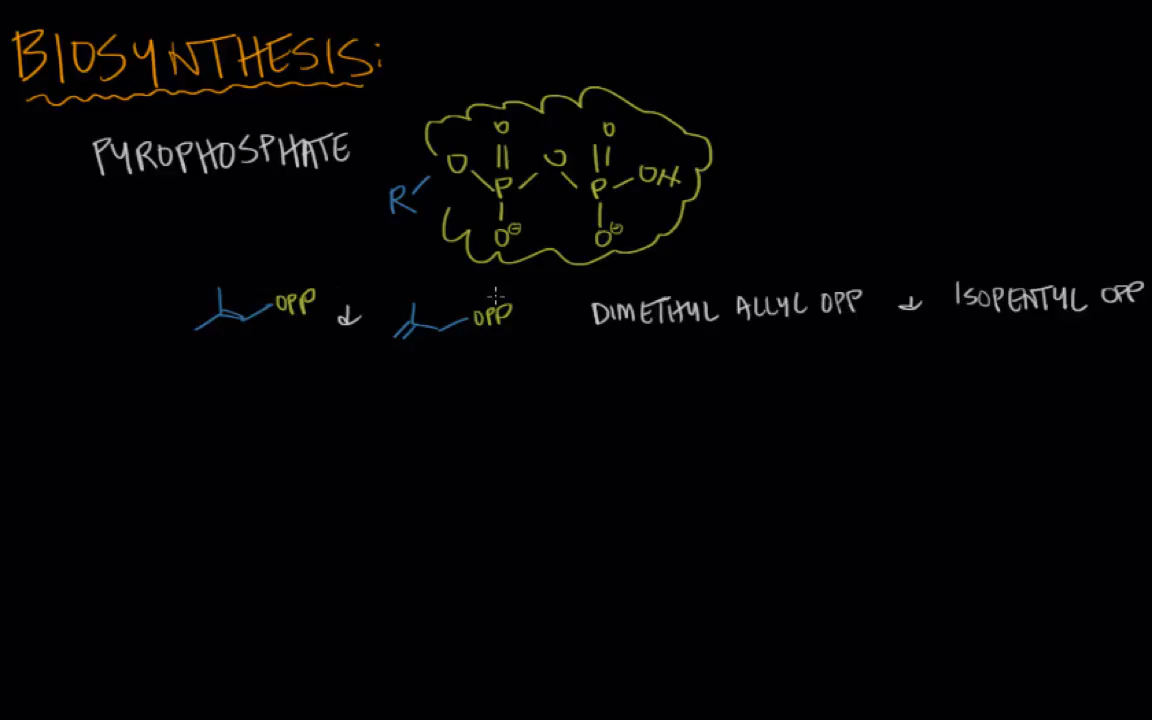 BIOSYNTHESIS:
PYROPHOSPHATE
O O
O O
R P P OH
O⊖ O⊖
OPP & OPP DIMETHYL ALLYL OPP & ISOPENTYL OPP